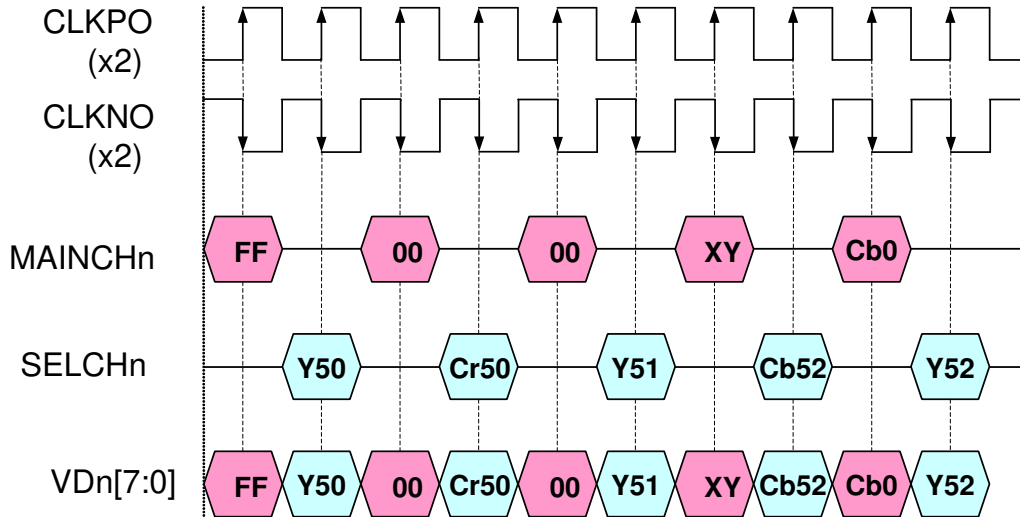 CLKPO
(x2)
CLKNO
(x2)
MAINCHn FF 00 00 XY Cb0
SELCHn Y50 Cr50 Y51 Cb52 Y52
VDn[7:0] FF Y50 00 Cr50 00 Y51 XY Cb52 Cb0 Y52